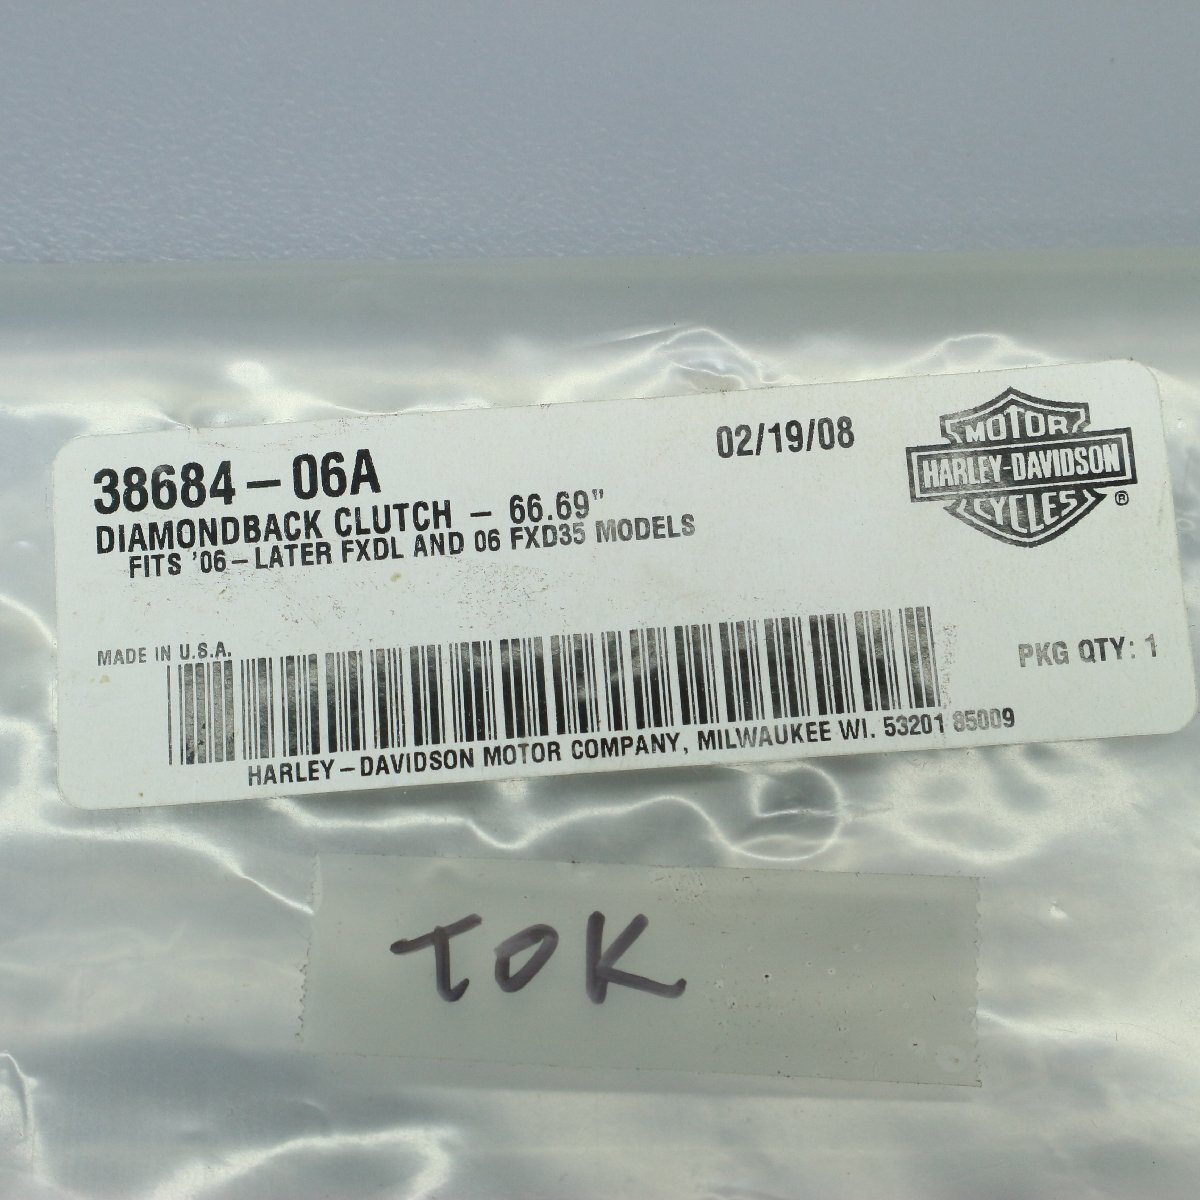 38684-06A
02/19/08
DIAMONDBACK CLUTCH - 66.69"
FITS '06-LATER FXDL AND 06 FXD35 MODELS
MOTOR
HARLEY-DAVIDSON
CYCLES
®
MADE IN U.S.A.
PKG QTY: 1
HARLEY-DAVIDSON MOTOR COMPANY, MILWAUKEE WI. 53201 85009
TOK